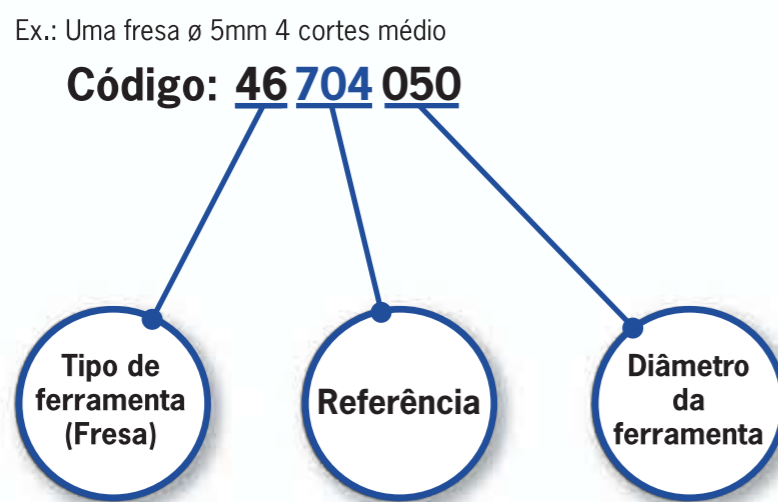 Ex.: Uma fresa ø 5mm 4 cortes médio
Código: 46 704 050
Tipo de
ferramenta
(Fresa)
Referência
Diâmetro
da
ferramenta